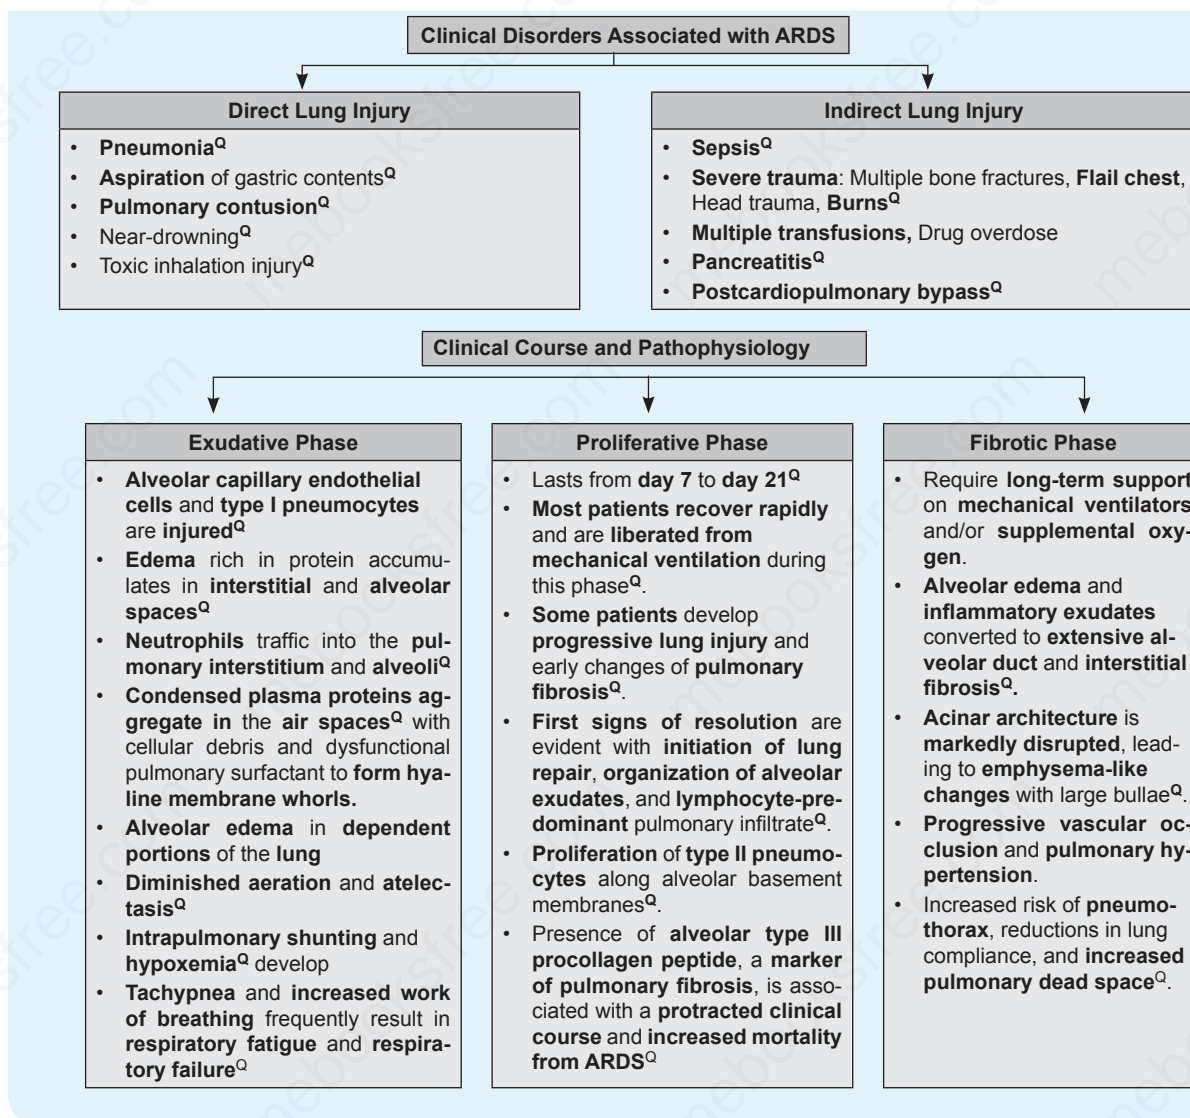 Clinical Disorders Associated with ARDS
Direct Lung Injury
• PneumoniaQ
• Aspiration of gastric contentsQ
• Pulmonary contusionQ
• Near-drowningQ
• Toxic inhalation injuryQ
Indirect Lung Injury
• SepsisQ
• Severe trauma: Multiple bone fractures, Flail chest,
Head trauma, BurnsQ
• Multiple transfusions, Drug overdose
• PancreatitisQ
• Postcardiopulmonary bypassQ
Clinical Course and Pathophysiology
Exudative Phase
• Alveolar capillary endothelial
cells and type I pneumocytes
are injuredQ
• Edema rich in protein accumu-
lates in interstitial and alveolar
spacesQ
• Neutrophils traffic into the pul-
monary interstitium and alveoliQ
• Condensed plasma proteins ag-
gregate in the air spacesQ with
cellular debris and dysfunctional
pulmonary surfactant to form hya-
line membrane whorls.
• Alveolar edema in dependent
portions of the lung
• Diminished aeration and atelec-
tasisQ
• Intrapulmonary shunting and
hypoxemiaQ develop
• Tachypnea and increased work
of breathing frequently result in
respiratory fatigue and respira-
tory failureQ
Proliferative Phase
• Lasts from day 7 to day 21Q
• Most patients recover rapidly
and are liberated from
mechanical ventilation during
this phaseQ.
• Some patients develop
progressive lung injury and
early changes of pulmonary
fibrosisQ.
• First signs of resolution are
evident with initiation of lung
repair, organization of alveolar
exudates, and lymphocyte-pre-
dominant pulmonary infiltrateQ.
• Proliferation of type II pneumo-
cytes along alveolar basement
membranesQ.
• Presence of alveolar type III
procollagen peptide, a marker
of pulmonary fibrosis, is asso-
ciated with a protracted clinical
course and increased mortality
from ARDSQ
Fibrotic Phase
• Require long-term support
on mechanical ventilators
and/or supplemental oxy-
gen.
• Alveolar edema and
inflammatory exudates
converted to extensive al-
veolar duct and interstitial
fibrosisQ.
• Acinar architecture is
markedly disrupted, lead-
ing to emphysema-like
changes with large bullaeQ.
• Progressive vascular oc-
clusion and pulmonary hy-
pertension.
• Increased risk of pneumo-
thorax, reductions in lung
compliance, and increased
pulmonary dead spaceQ.
mebooksfree.com